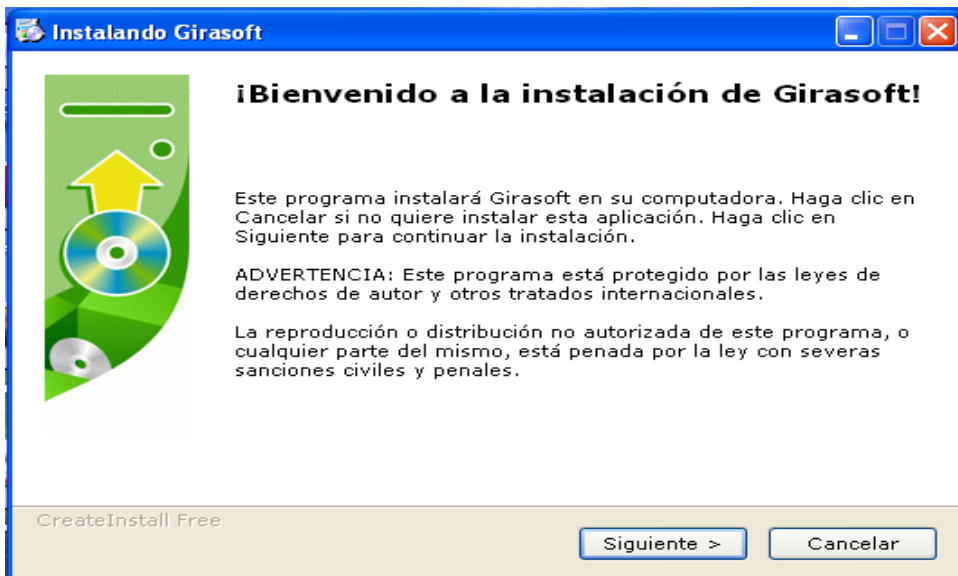 Instalando Girasoft
¡Bienvenido a la instalación de Girasoft!
Este programa instalará Girasoft en su computadora. Haga clic en
Cancelar si no quiere instalar esta aplicación. Haga clic en
Siguiente para continuar la instalación.
ADVERTENCIA: Este programa está protegido por las leyes de
derechos de autor y otros tratados internacionales.
La reproducción o distribución no autorizada de este programa, o
cualquier parte del mismo, está penada por la ley con severas
sanciones civiles y penales.
CreateInstall Free
Siguiente > Cancelar